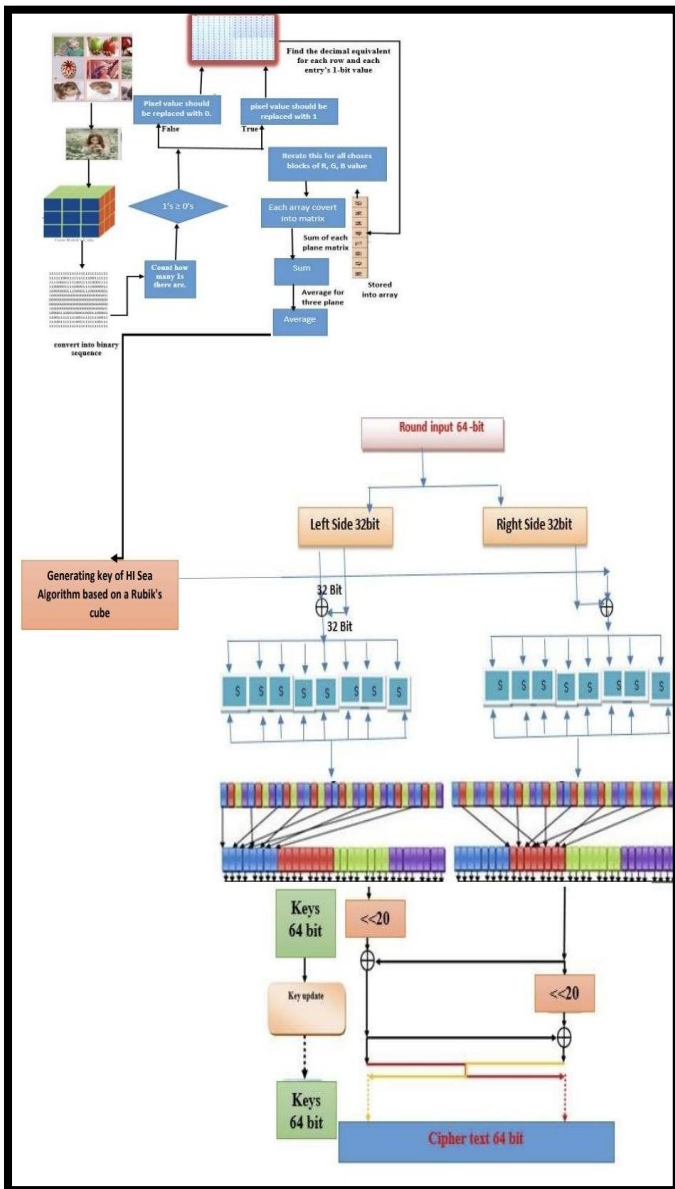 Find the decimal equivalent
for each row and each
entry's 1-bit value
Pixel value should
be replaced with 0.
pixel value should be
replaced with 1
False
True
Iterate this for all choses
blocks of R, G, B value
1's ≥ 0's
Each array covert
into matrix
Sum of each
plane matrix
Count how
many 1s
there are.
Sum
Stored
into array
Average for
three plane
Average
convert into binary
sequence
Round input 64 -bit
Left Side 32bit
Right Side 32bit
Generating key of HI Sea
Algorithm based on a Rubik's
cube
32 Bit
32 Bit
S S S S S S S S
S S S S S S S S
Keys
64 bit
<<20
Key update
<<20
Keys
64 bit
Cipher text 64 bit